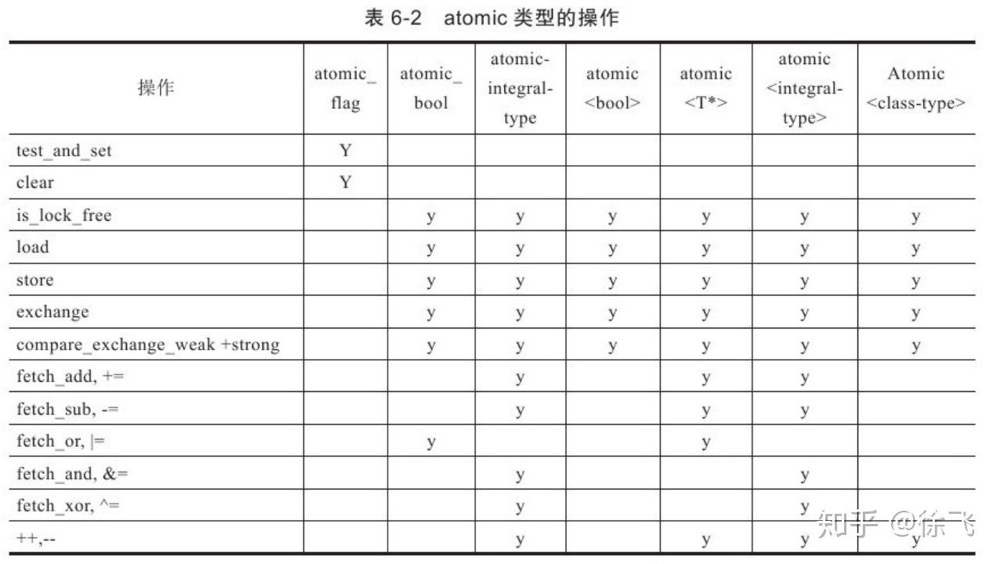 表 6-2 atomic 类型的操作
操作 atomic_flag atomic_bool atomic-integral-type atomic<bool> atomic<T*> atomic<integral-type> Atomic<class-type>
test_and_set Y
clear Y
is_lock_free y y y y y y
load y y y y y y
store y y y y y y
exchange y y y y y y
compare_exchange_weak +strong y y y y y y
fetch_add, += y y y
fetch_sub, -= y y y
fetch_or, |= y y
fetch_and, &= y y
fetch_xor, ^= y y
++,-- y y y y
知乎 @徐飞